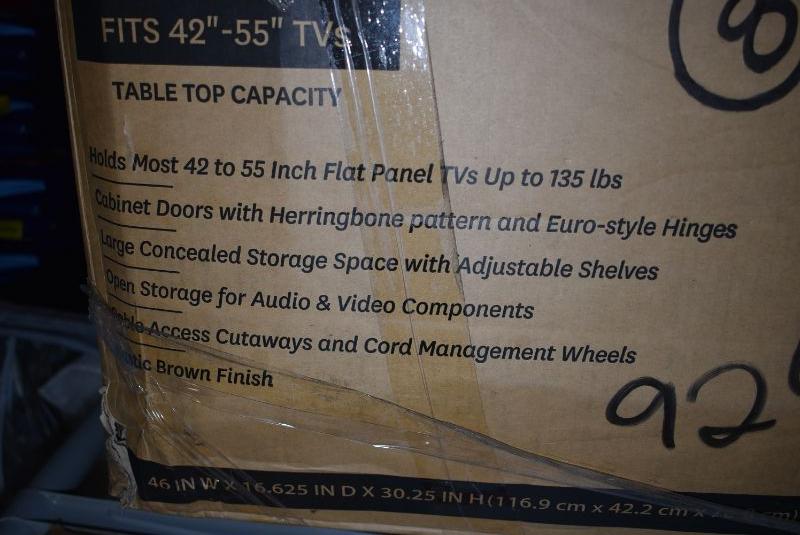 FITS 42"-55" TVs
8
TABLE TOP CAPACITY
Holds Most 42 to 55 Inch Flat Panel TVs Up to 135 lbs
Cabinet Doors with Herringbone pattern and Euro-style Hinges
Large Concealed Storage Space with Adjustable Shelves
Open Storage for Audio & Video Components
Access Cutaways and Cord Management Wheels
Brown Finish
92
46 IN W X 16.625 IN D X 30.25 IN H (116.9 cm x 42.2 cm x